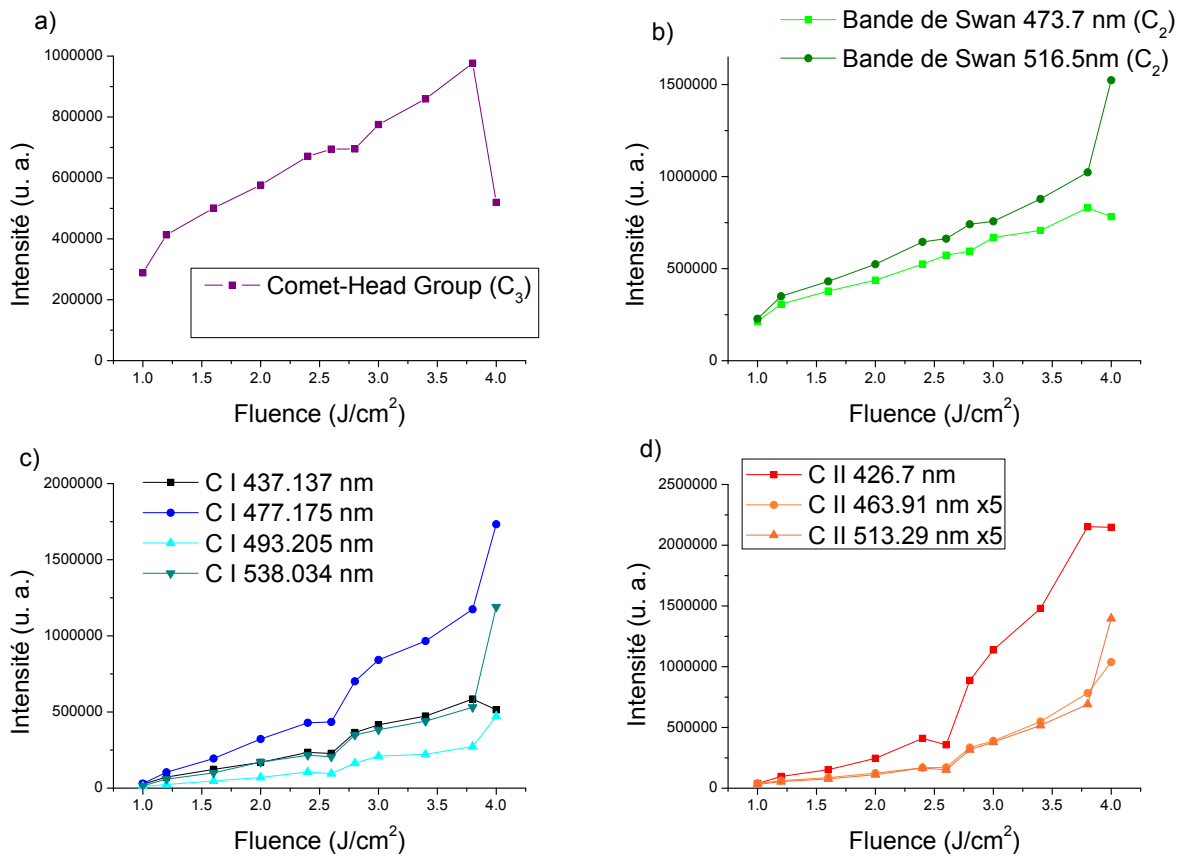 a)
Intensité (u. a.)
1000000
800000
600000
400000
200000
0
Comet-Head Group (C₃)
1.0 1.5 2.0 2.5 3.0 3.5 4.0
Fluence (J/cm²)
b)
Bande de Swan 473.7 nm (C₂)
Bande de Swan 516.5nm (C₂)
Intensité (u. a.)
1500000
1000000
500000
0
1.0 1.5 2.0 2.5 3.0 3.5 4.0
Fluence (J/cm²)
c)
C I 437.137 nm
C I 477.175 nm
C I 493.205 nm
C I 538.034 nm
Intensité (u. a.)
2000000
1500000
1000000
500000
0
1.0 1.5 2.0 2.5 3.0 3.5 4.0
Fluence (J/cm²)
d)
C II 426.7 nm
C II 463.91 nm x5
C II 513.29 nm x5
Intensité (u. a.)
2500000
2000000
1500000
1000000
500000
0
1.0 1.5 2.0 2.5 3.0 3.5 4.0
Fluence (J/cm²)